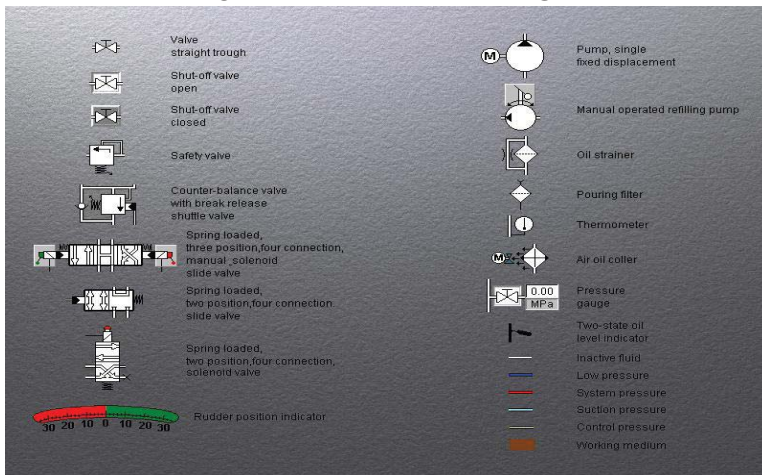 Valve
straight trough
Shut-off valve
open
Shut-off valve
closed
Safety valve
Counter-balance valve
with break release
shuttle valve
Spring loaded,
three position,four connection,
manual_solenoid
slide valve
Spring loaded,
two position,four connection
slide valve
Spring loaded,
two position,four connection,
solenoid valve
30 20 10 0 10 20 30
Rudder position indicator
M
Pump, single
fixed displacement
Manual operated refilling pump
Oil strainer
Pouring filter
Thermometer
M
Air oil coller
0.00
MPa
Pressure
gauge
Two-state oil
level indicator
Inactive fluid
Low pressure
System pressure
Suction pressure
Control pressure
Working medium